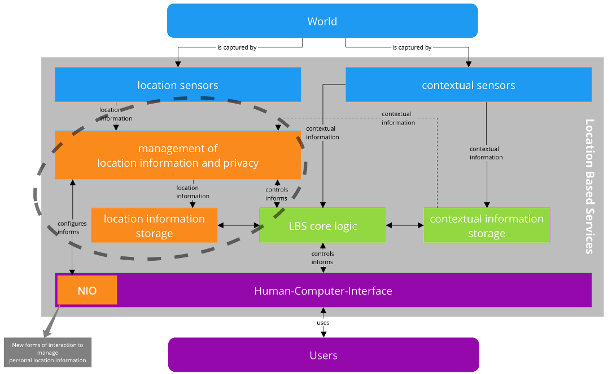 World
is captured by
is captured by
location sensors
contextual sensors
location
information
contextual
information
contextual
information
contextual
information
management of
location information and privacy
location
information
controls
informs
configures
informs
location information
storage
LBS core logic
contextual information
storage
controls
informs
NIO
Human-Computer-Interface
Location Based Services
uses
New forms of interaction to
manage
personal location information
Users